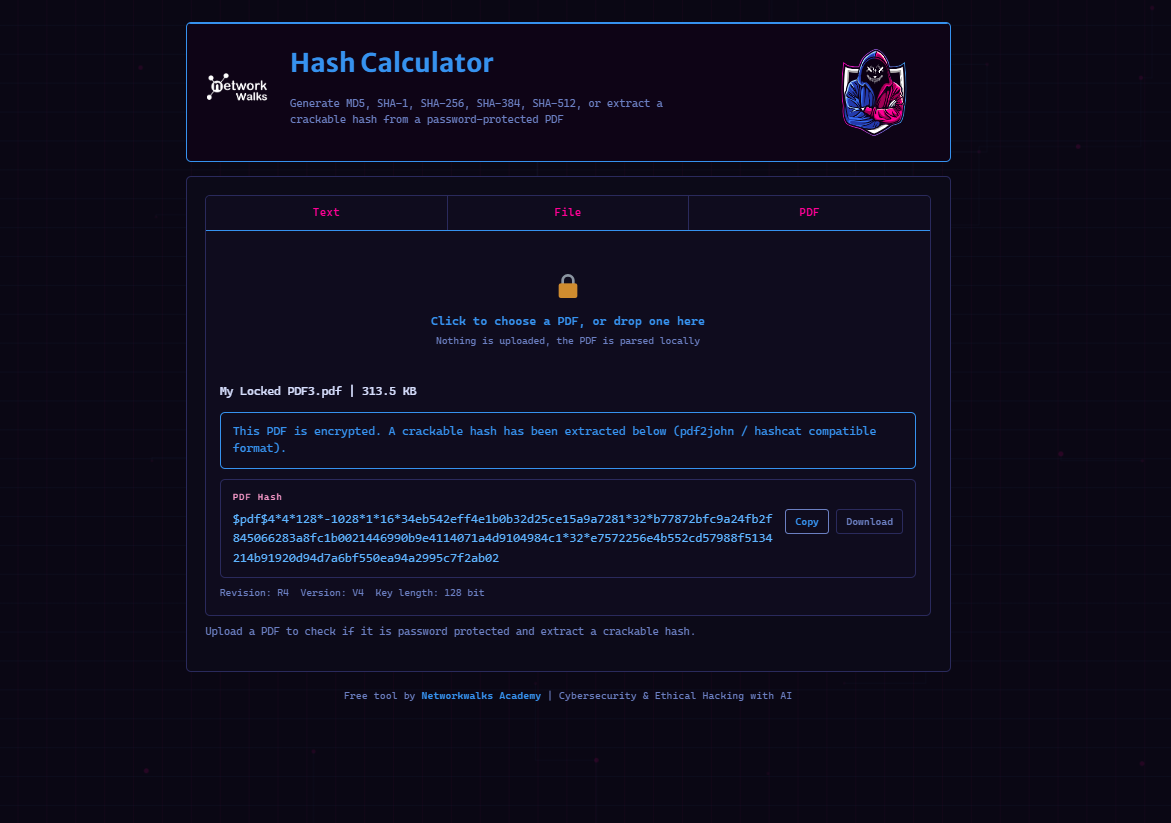 network
walks
Hash Calculator
Generate MD5, SHA-1, SHA-256, SHA-384, SHA-512, or extract a
crackable hash from a password-protected PDF
Text
File
PDF
Click to choose a PDF, or drop one here
Nothing is uploaded, the PDF is parsed locally
My Locked PDF3.pdf | 313.5 KB
This PDF is encrypted. A crackable hash has been extracted below (pdf2john / hashcat compatible
format).
PDF Hash
$pdf$4*4*128*-1028*1*16*34eb542eff4e1b0b32d25ce15a9a7281*32*b77872bfc9a24fb2f
845066283a8fc1b0021446990b9e4114071a4d9104984c1*32*e7572256e4b552cd57988f5134
214b91920d94d7a6bf550ea94a2995c7f2ab02
Copy
Download
Revision: R4 Version: V4 Key length: 128 bit
Upload a PDF to check if it is password protected and extract a crackable hash.
Free tool by Networkwalks Academy | Cybersecurity & Ethical Hacking with AI